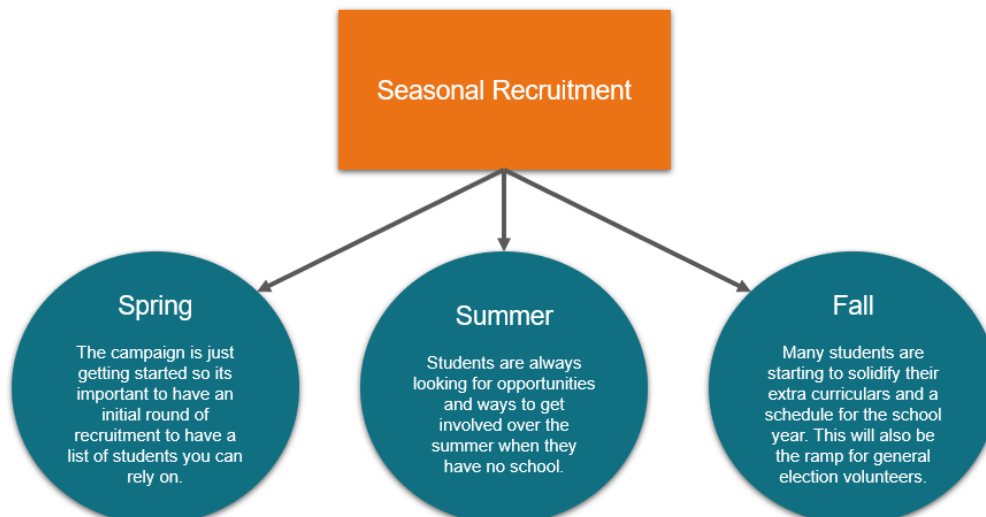 Seasonal Recruitment
Spring
The campaign is just
getting started so its
important to have an
initial round of
recruitment to have a
list of students you can
rely on.
Summer
Students are always
looking for opportunities
and ways to get
involved over the
summer when they
have no school.
Fall
Many students are
starting to solidify their
extra curriculars and a
schedule for the school
year. This will also be
the ramp for general
election volunteers.